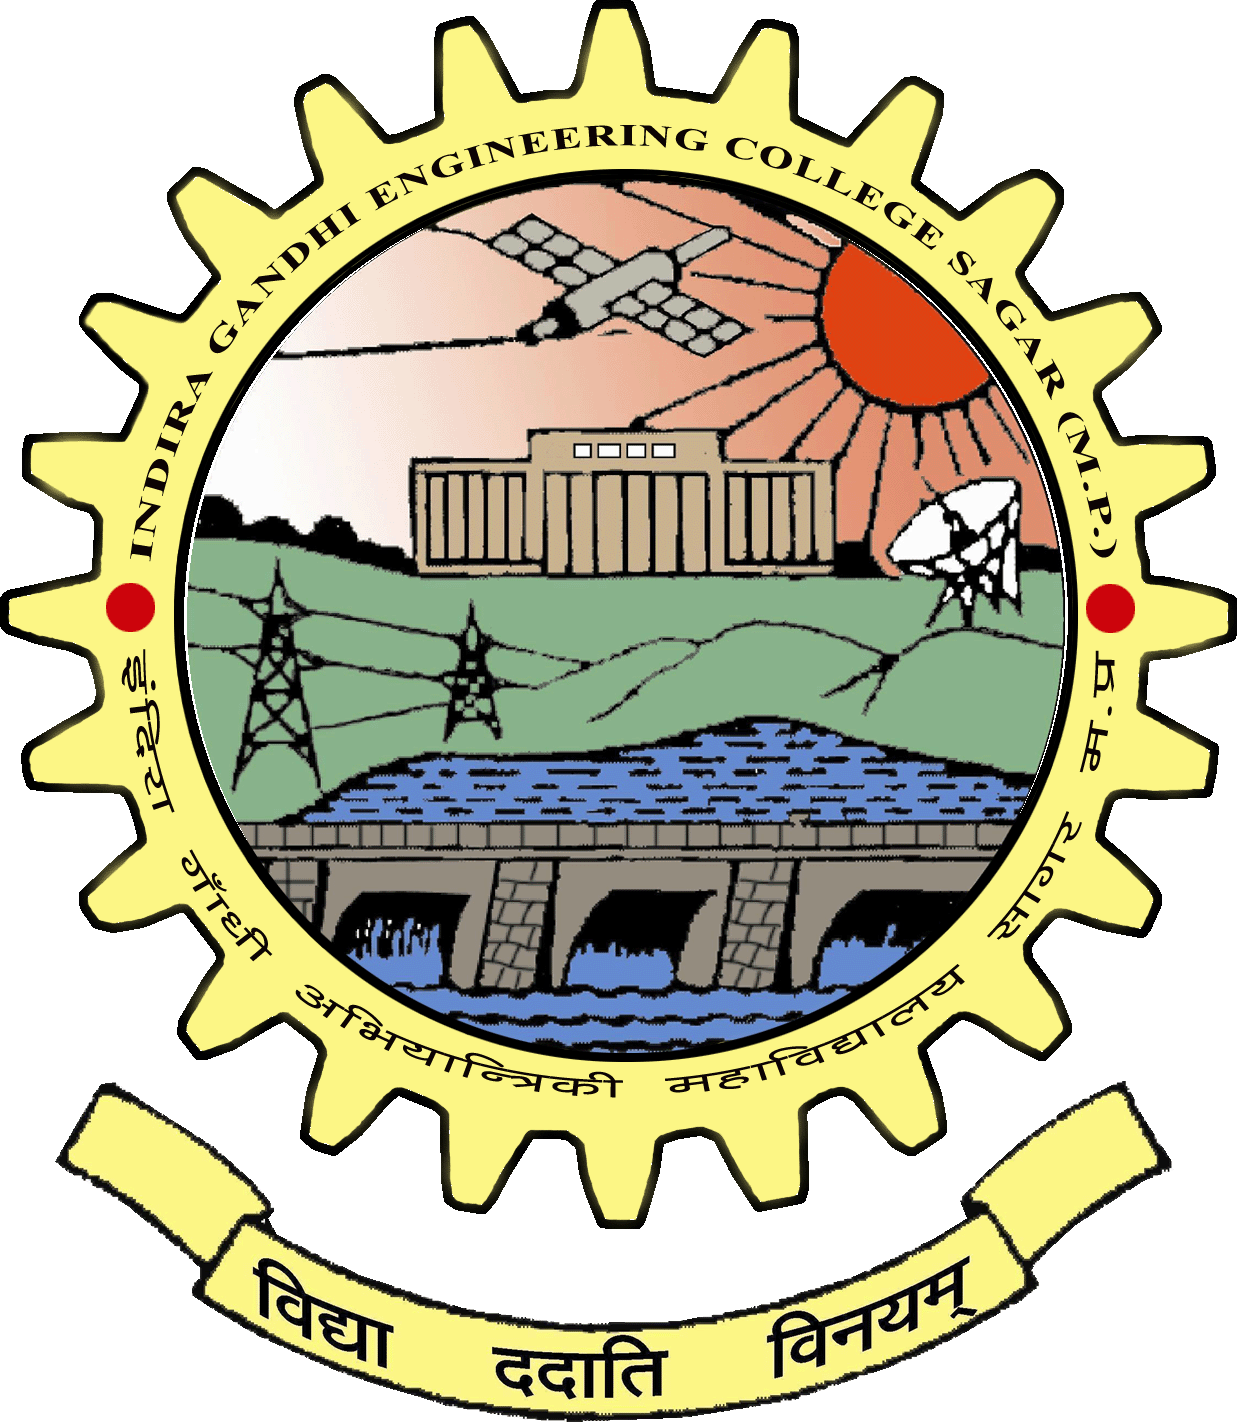 INDIRA GANDHI ENGINEERING COLLEGE SAGAR (M.P.)
इंदिरा गाँधी अभियान्त्रिकी महाविद्यालय सागर म.प्र.
विद्या ददाति विनयम्